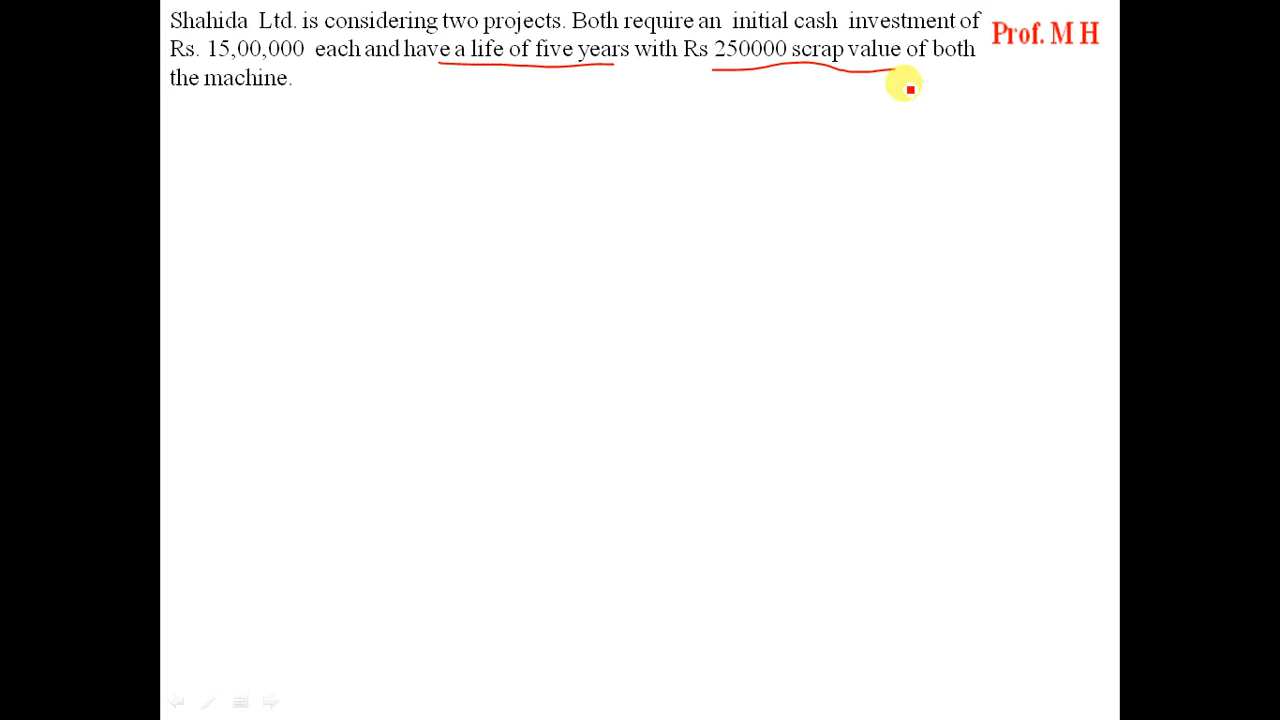 Shahida Ltd. is considering two projects. Both require an initial cash investment of
Rs. 15,00,000 each and have a life of five years with Rs 250000 scrap value of both
the machine.
Prof. M H